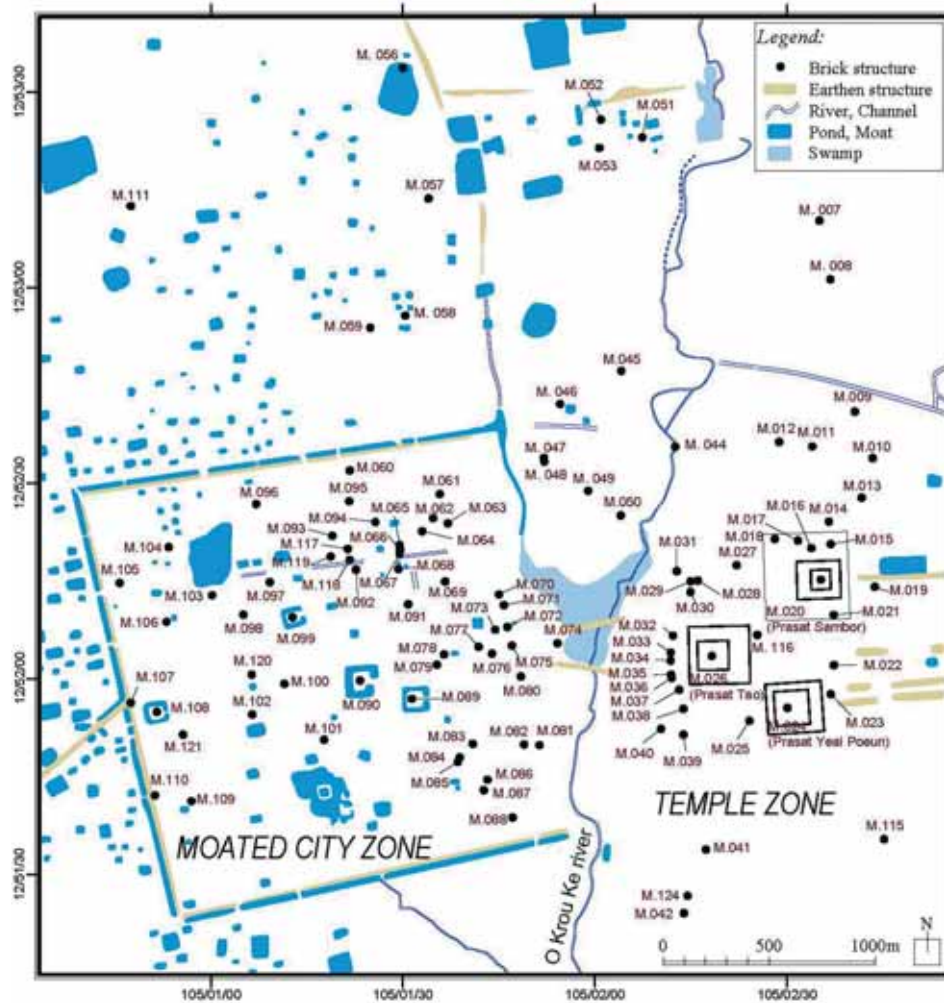 Legend:
Brick structure
Earthen structure
River, Channel
Pond, Moat
Swamp
M. 056
M.052
M.051
M.053
M.057
M.111
M. 007
M. 008
M. 058
M.059
M.045
M. 046
M.009
M.012
M.011
M.044
M.010
M.047
M. 048
M.049
M.013
M.050
M.060
M.061
M.095
M.065
M.062
M.063
M.096
M.094
M.093
M.066
M.064
M.117
M.104
M.119
M.068
M.105
M.118
M.067
M.069
M.092
M.103
M.097
M.091
M.070
M.071
M.073
M.072
M.106
M.098
M.099
M.077
M.074
M.078
M.079
M.076
M.075
M.080
M.120
M.100
M.107
M.090
M.089
M.108
M.102
M.101
M.121
M.083
M.082
M.081
M.084
M.085
M.086
M.087
M.110
M.109
M.088
M.016
M.014
M.017
M.018
M.015
M.027
M.031
M.029
M.028
M.030
M.019
M.020
M.021
(Prasat Sambor)
M.032
M.033
M.034
M. 116
M.035
M.026
M.022
M.036
(Prasat Tao)
M.037
M.038
M.023
(Prasat Yeai Poeun)
M.040
M.039
M.025
M.041
M.115
M.124
M.042
MOATED CITY ZONE
TEMPLE ZONE
O Krou Ke river
N
0 500 1000m
12/53/30
12/53/00
12/52/30
12/52/00
12/51/30
105/01/00
105/01/30
105/02/00
105/02/30